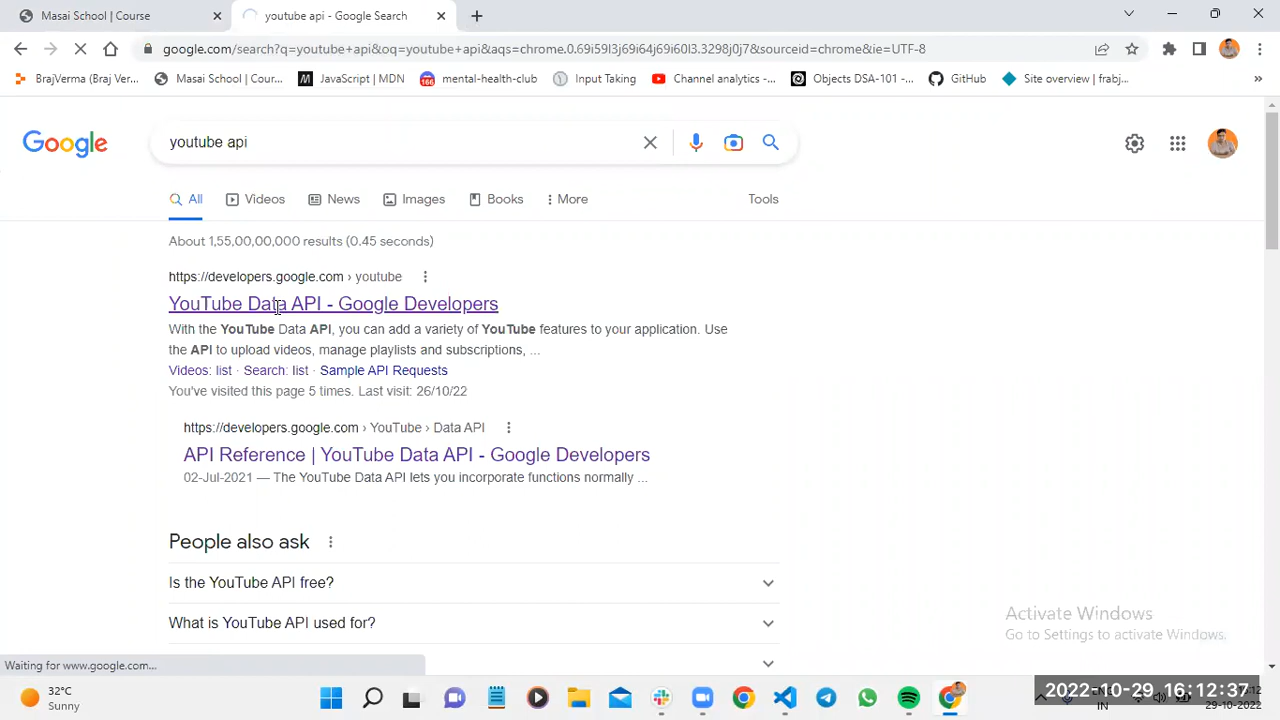 Masai School | Course
youtube api - Google Search
google.com/search?q=youtube+api&oq=youtube+api&aqs=chrome.0.69i59l3j69i64j69i60l3.3298j0j7&sourceid=chrome&ie=UTF-8
BrajVerma (Braj Ver...
Masai School | Cour...
JavaScript | MDN
mental-health-club
Input Taking
Channel analytics -...
Objects DSA-101 -...
GitHub
Site overview · frabj...
Google
youtube api
All
Videos
News
Images
Books
More
Tools
About 1,55,00,00,000 results (0.45 seconds)
https://developers.google.com › youtube
YouTube Data API - Google Developers
With the YouTube Data API, you can add a variety of YouTube features to your application. Use
the API to upload videos, manage playlists and subscriptions, ...
Videos: list · Search: list · Sample API Requests
You've visited this page 5 times. Last visit: 26/10/22
https://developers.google.com › YouTube › Data API
API Reference | YouTube Data API - Google Developers
02-Jul-2021 — The YouTube Data API lets you incorporate functions normally ...
People also ask
Is the YouTube API free?
What is YouTube API used for?
Activate Windows
Go to Settings to activate Windows.
Waiting for www.google.com...
32°C
Sunny
2022-10-29 16:12:37
IN
29-10-2022